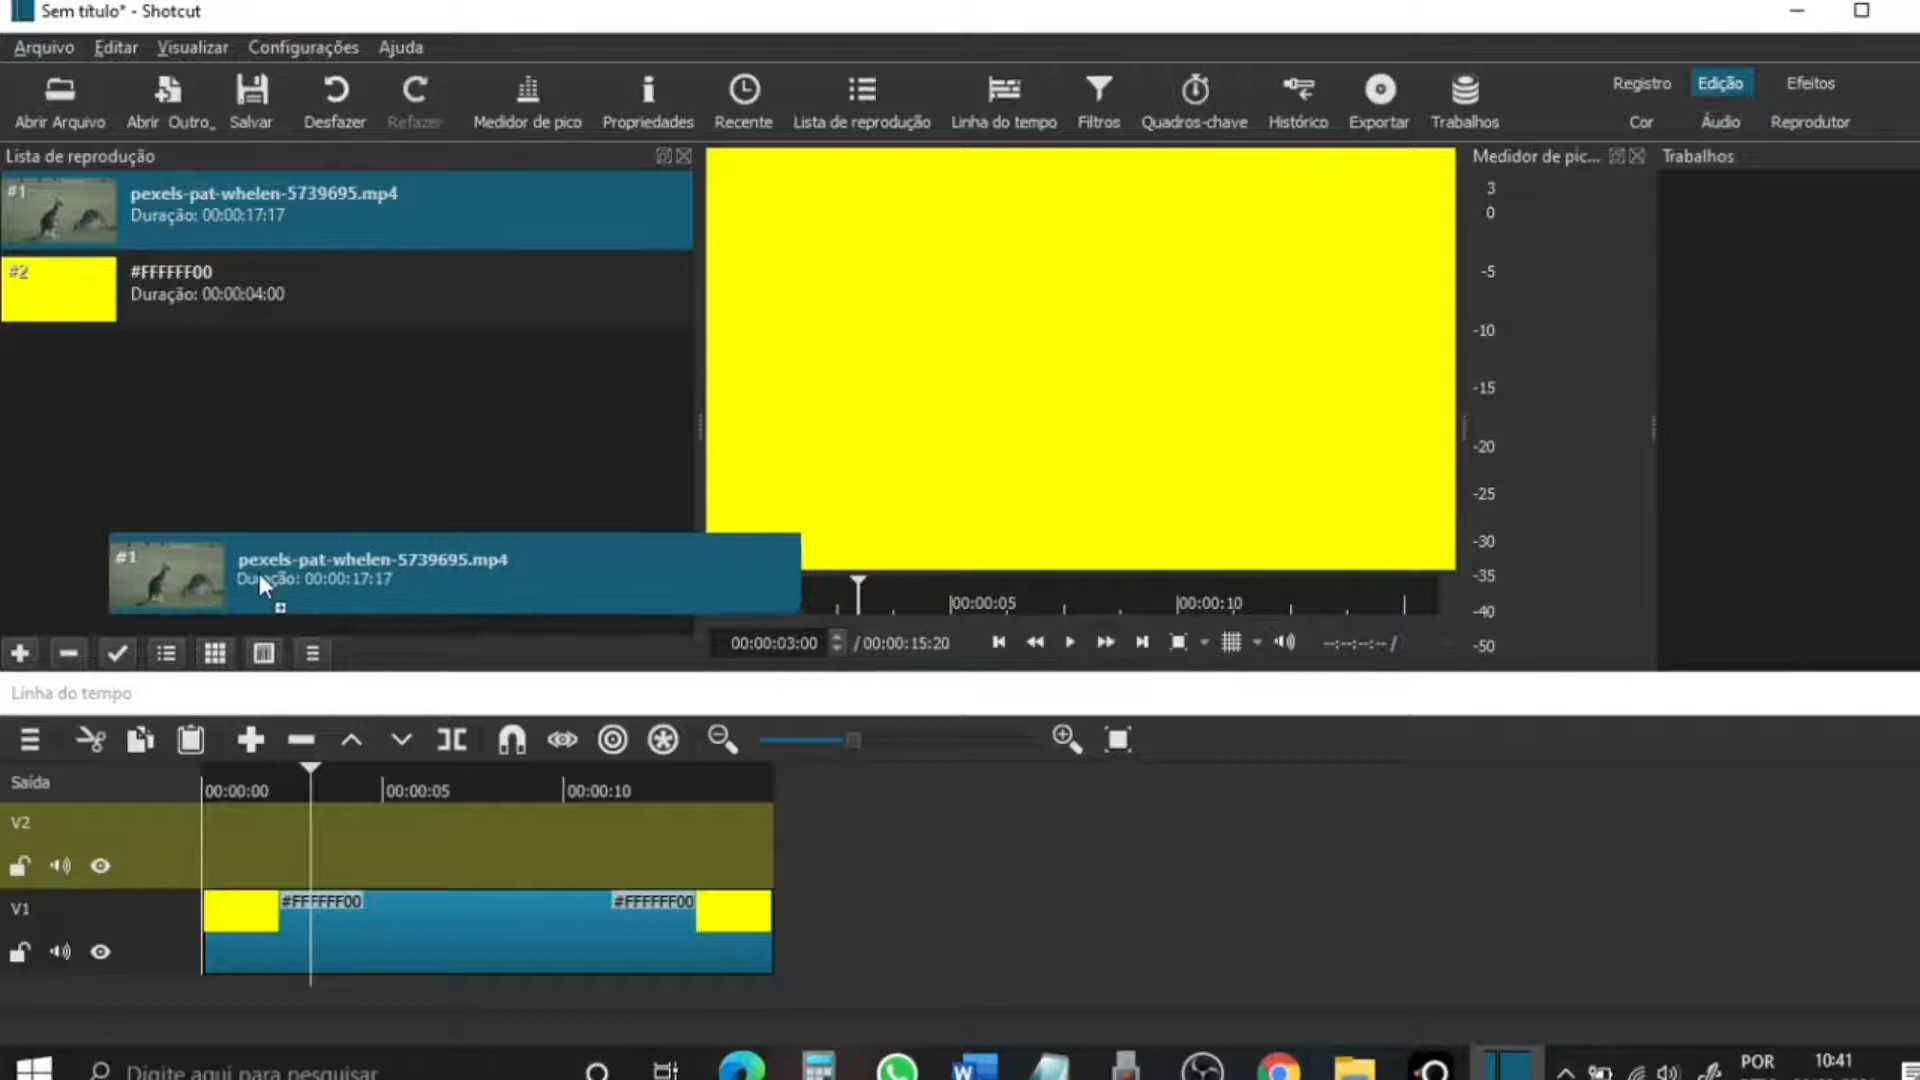 Sem título* - Shotcut
Arquivo Editar Visualizar Configurações Ajuda
Abrir Arquivo Abrir Outro... Salvar Desfazer Refazer Medidor de pico Propriedades Recente Lista de reprodução Linha do tempo Filtros Quadros-chave Histórico Exportar Trabalhos
Registro Edição Efeitos
Cor Áudio Reprodutor
Lista de reprodução
Medidor de pic... Trabalhos
#1 pexels-pat-whelen-5739695.mp4
Duração: 00:00:17:17
#2 #FFFFFF00
Duração: 00:00:04:00
#1 pexels-pat-whelen-5739695.mp4
Duração: 00:00:17:17
3
0
-5
-10
-15
-20
-25
-30
-35
-40
-50
00:00:05 00:00:10
00:00:03:00 / 00:00:15:20 --:--:--:-- /
Linha do tempo
Saída
00:00:00 00:00:05 00:00:10
V2
V1
#FFFFFF00 #FFFFFF00
Digite aqui para pesquisar
W
POR
10:41